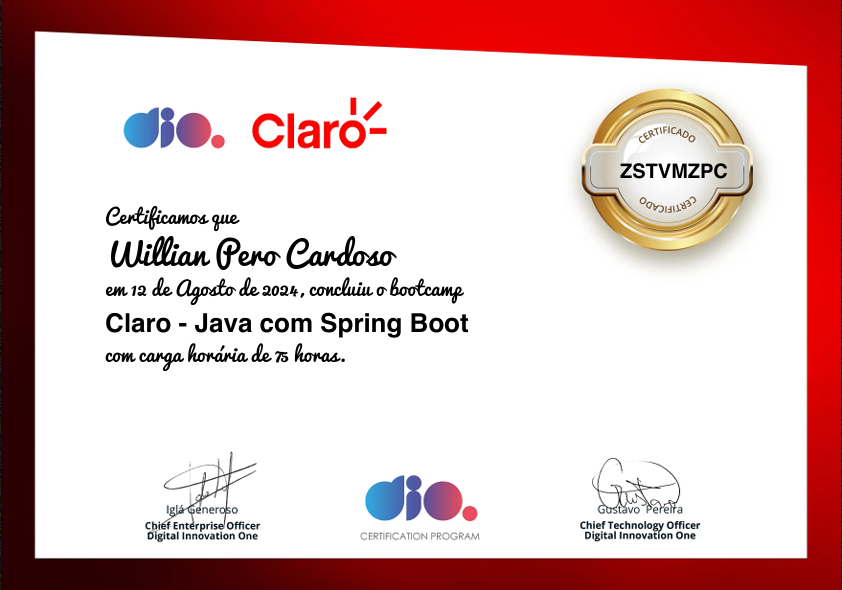 dio.
Claro
CERTIFICADO
ZSTVMZPC
CERTIFICADO
Certificamos que
Willian Pero Cardoso
em 12 de Agosto de 2024, concluiu o bootcamp
Claro - Java com Spring Boot
com carga horária de 75 horas.
Iglá Generoso
Chief Enterprise Officer
Digital Innovation One
dio.
CERTIFICATION PROGRAM
Gustavo
Gustavo Pereira
Chief Technology Officer
Digital Innovation One